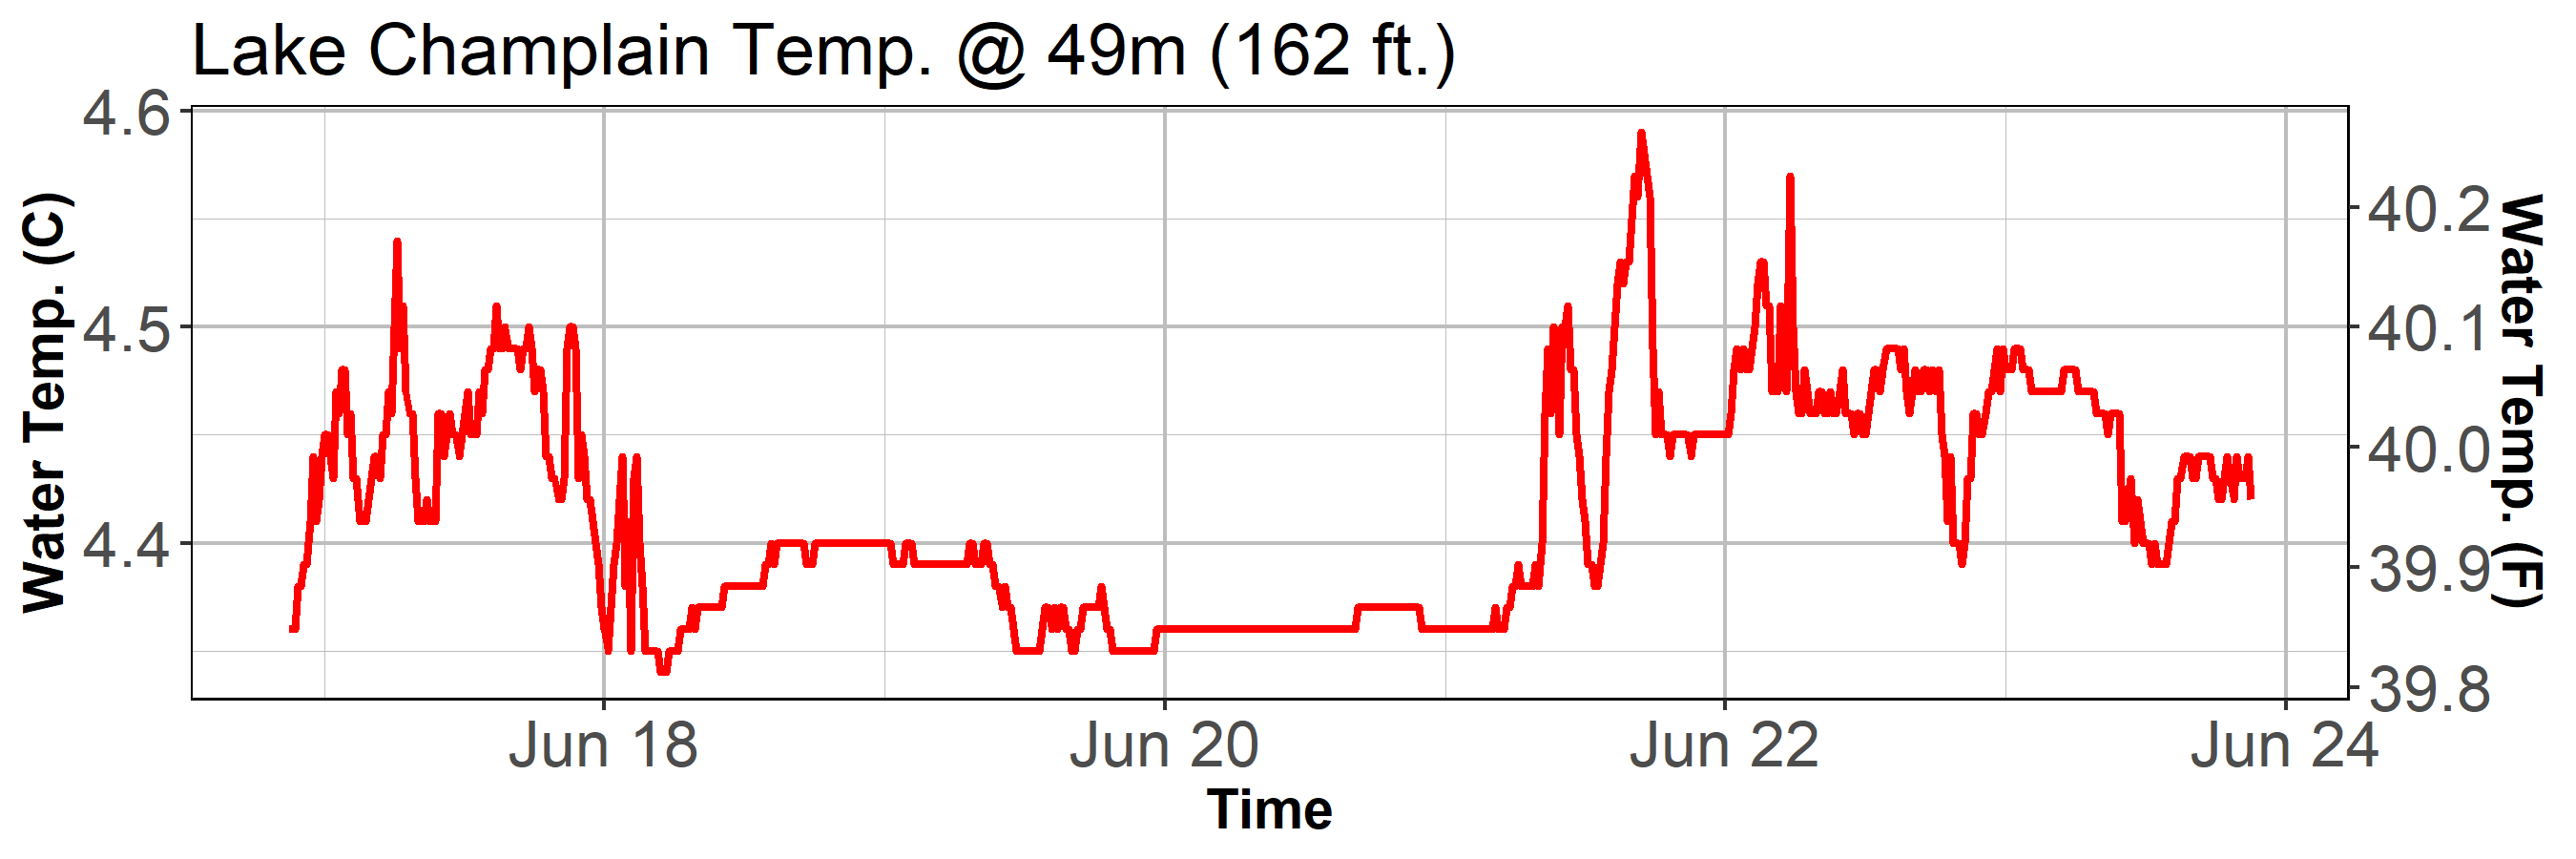 Lake Champlain Temp. @ 49m (162 ft.)
Water Temp. (C)
4.6
4.5
4.4
40.2
40.1
40.0
39.9
39.8
Water Temp. (F)
Jun 18 Jun 20 Jun 22 Jun 24
Time